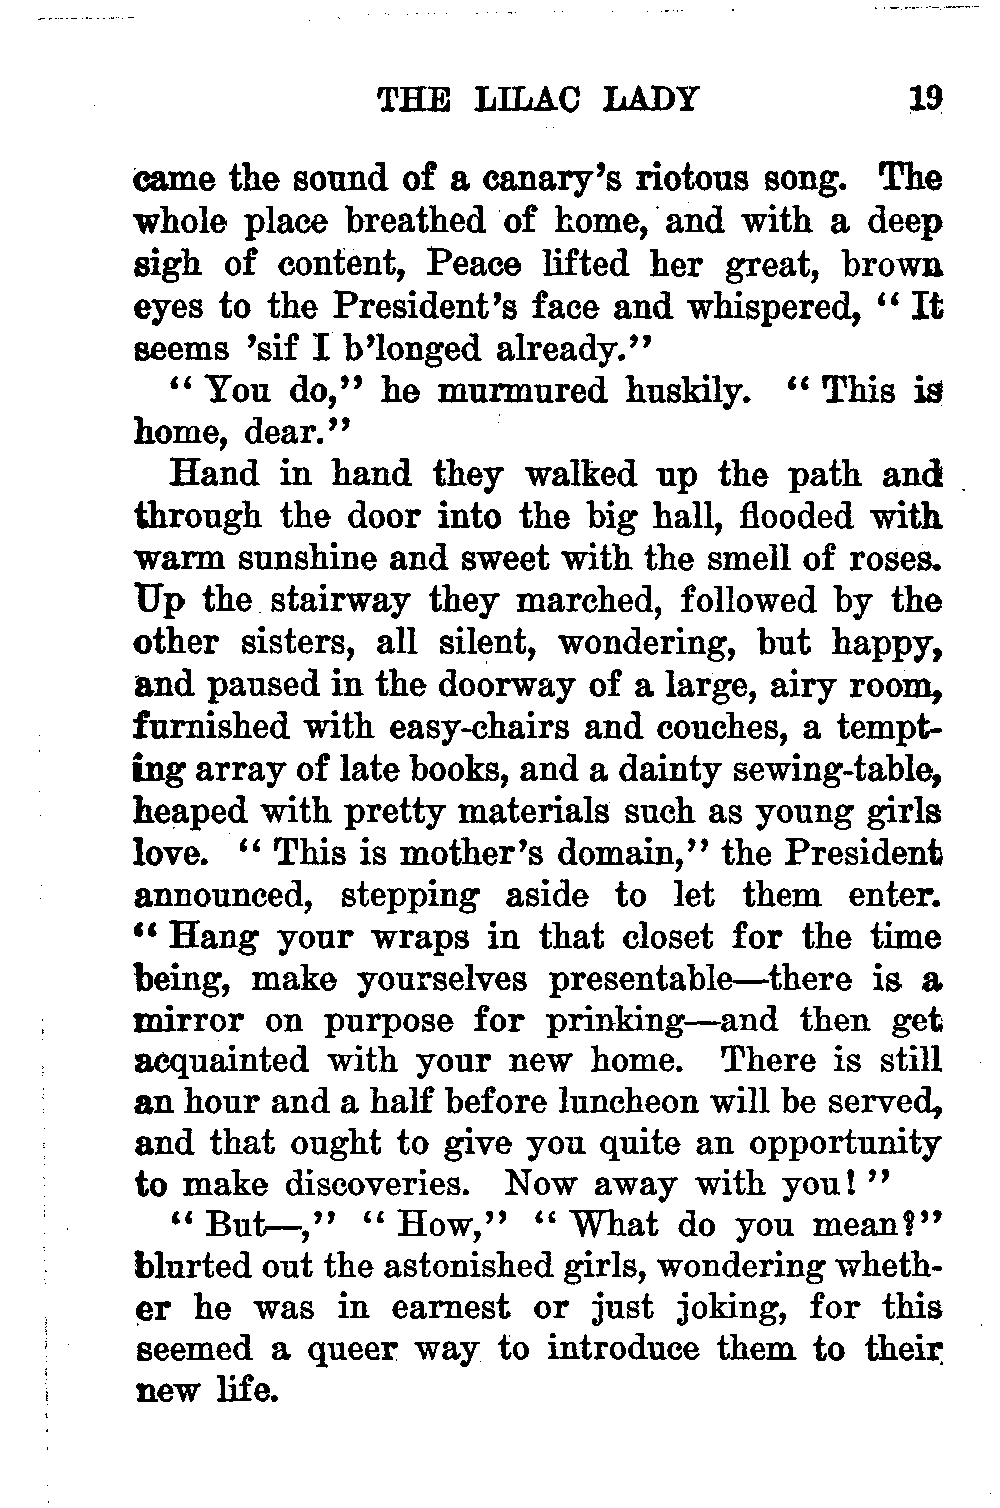 THE LILAC LADY 19
came the sound of a canary's riotous song. The
whole place breathed of home, and with a deep
sigh of content, Peace lifted her great, brown
eyes to the President's face and whispered, " It
seems 'sif I b'longed already."
" You do," he murmured huskily. " This is
home, dear."
Hand in hand they walked up the path and
through the door into the big hall, flooded with
warm sunshine and sweet with the smell of roses.
Up the stairway they marched, followed by the
other sisters, all silent, wondering, but happy,
and paused in the doorway of a large, airy room,
furnished with easy-chairs and couches, a tempt-
ing array of late books, and a dainty sewing-table,
heaped with pretty materials such as young girls
love. " This is mother's domain," the President
announced, stepping aside to let them enter.
" Hang your wraps in that closet for the time
being, make yourselves presentable—there is a
mirror on purpose for prinking—and then get
acquainted with your new home. There is still
an hour and a half before luncheon will be served,
and that ought to give you quite an opportunity
to make discoveries. Now away with you! "
" But—," " How," " What do you mean?"
blurted out the astonished girls, wondering wheth-
er he was in earnest or just joking, for this
seemed a queer way to introduce them to their
new life.